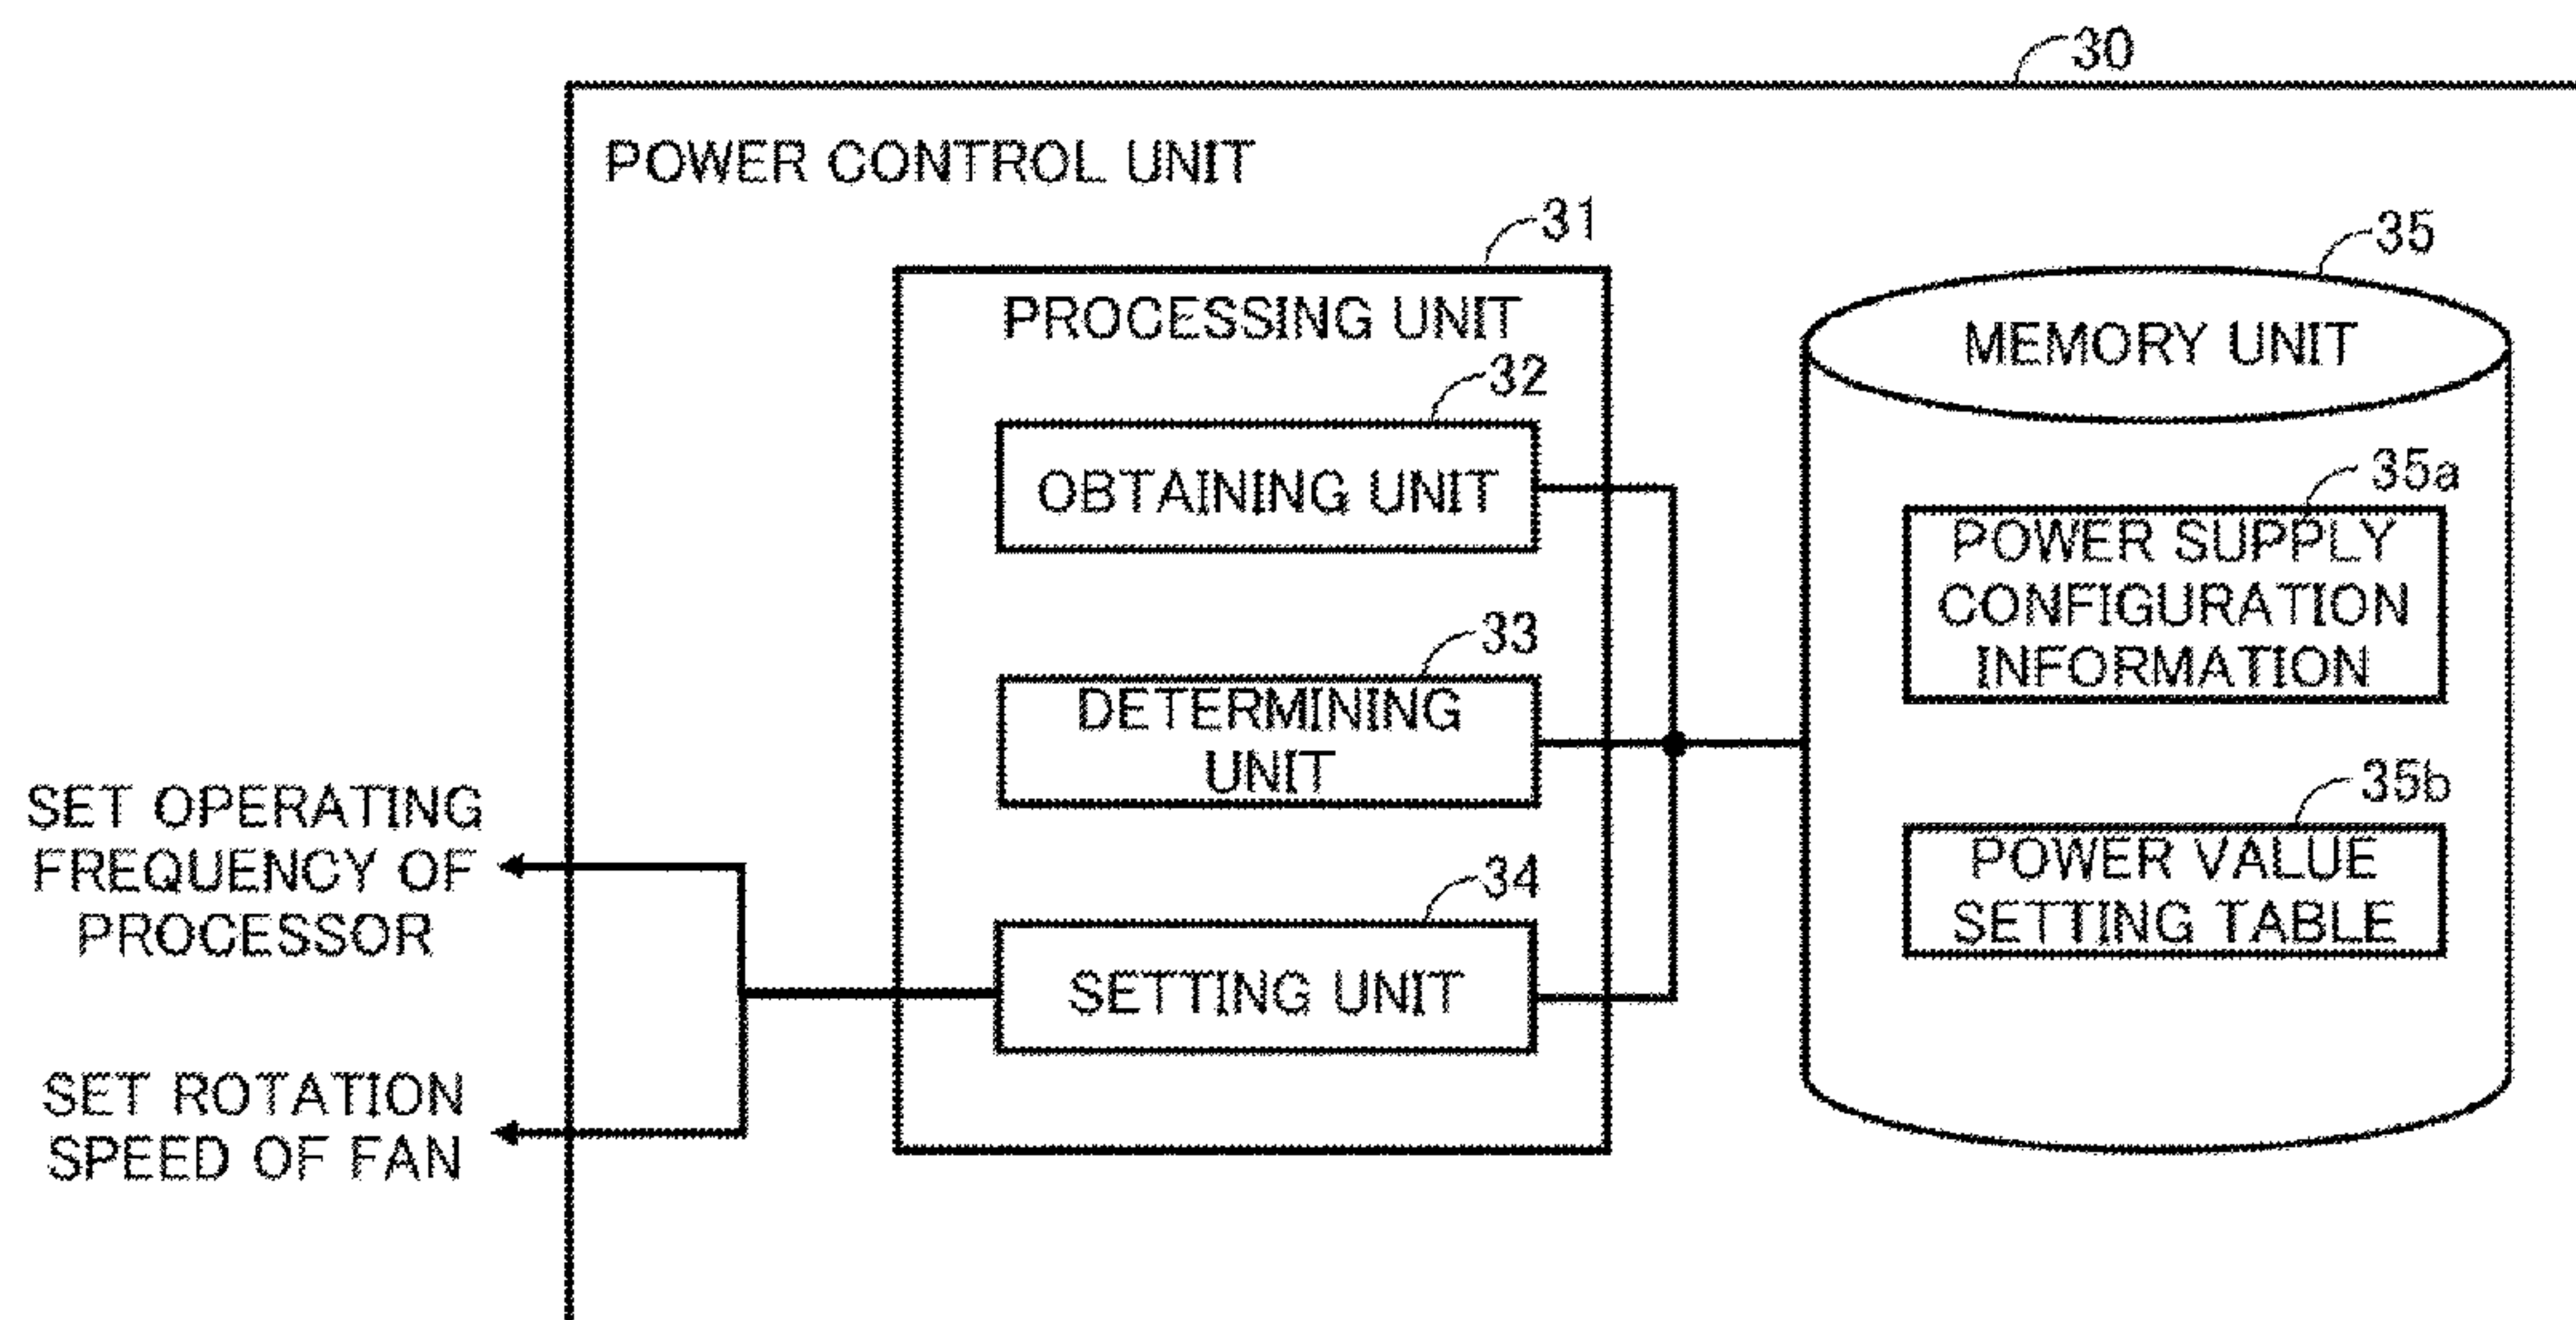 30
POWER CONTROL UNIT
31
PROCESSING UNIT
32
OBTAINING UNIT
33
DETERMINING
UNIT
34
SETTING UNIT
35
MEMORY UNIT
35a
POWER SUPPLY
CONFIGURATION
INFORMATION
35b
POWER VALUE
SETTING TABLE
SET OPERATING
FREQUENCY OF
PROCESSOR
SET ROTATION
SPEED OF FAN